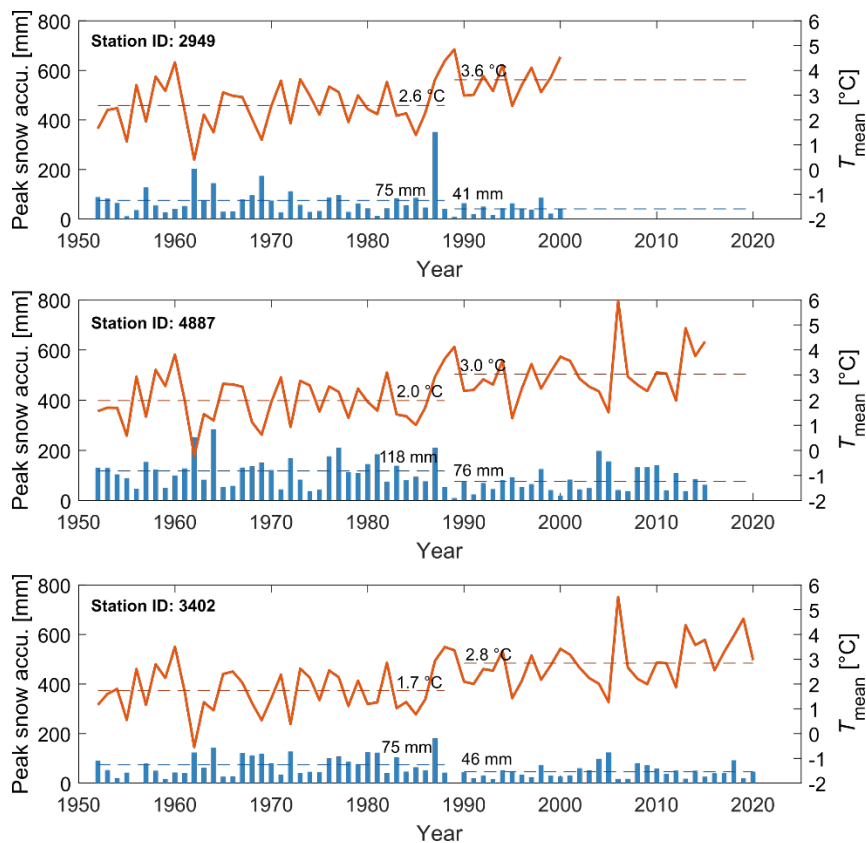 Station ID: 2949
Peak snow accu. [mm]
800
600
400
200
0
2.6 °C
3.6 °C
75 mm
41 mm
6
5
4
3
2
1
0
-1
-2
T_mean [°C]
1950 1960 1970 1980 1990 2000 2010 2020
Year
Station ID: 4887
Peak snow accu. [mm]
800
600
400
200
0
2.0 °C
3.0 °C
118 mm
76 mm
6
5
4
3
2
1
0
-1
-2
T_mean [°C]
1950 1960 1970 1980 1990 2000 2010 2020
Year
Station ID: 3402
Peak snow accu. [mm]
800
600
400
200
0
1.7 °C
2.8 °C
75 mm
46 mm
6
5
4
3
2
1
0
-1
-2
T_mean [°C]
1950 1960 1970 1980 1990 2000 2010 2020
Year